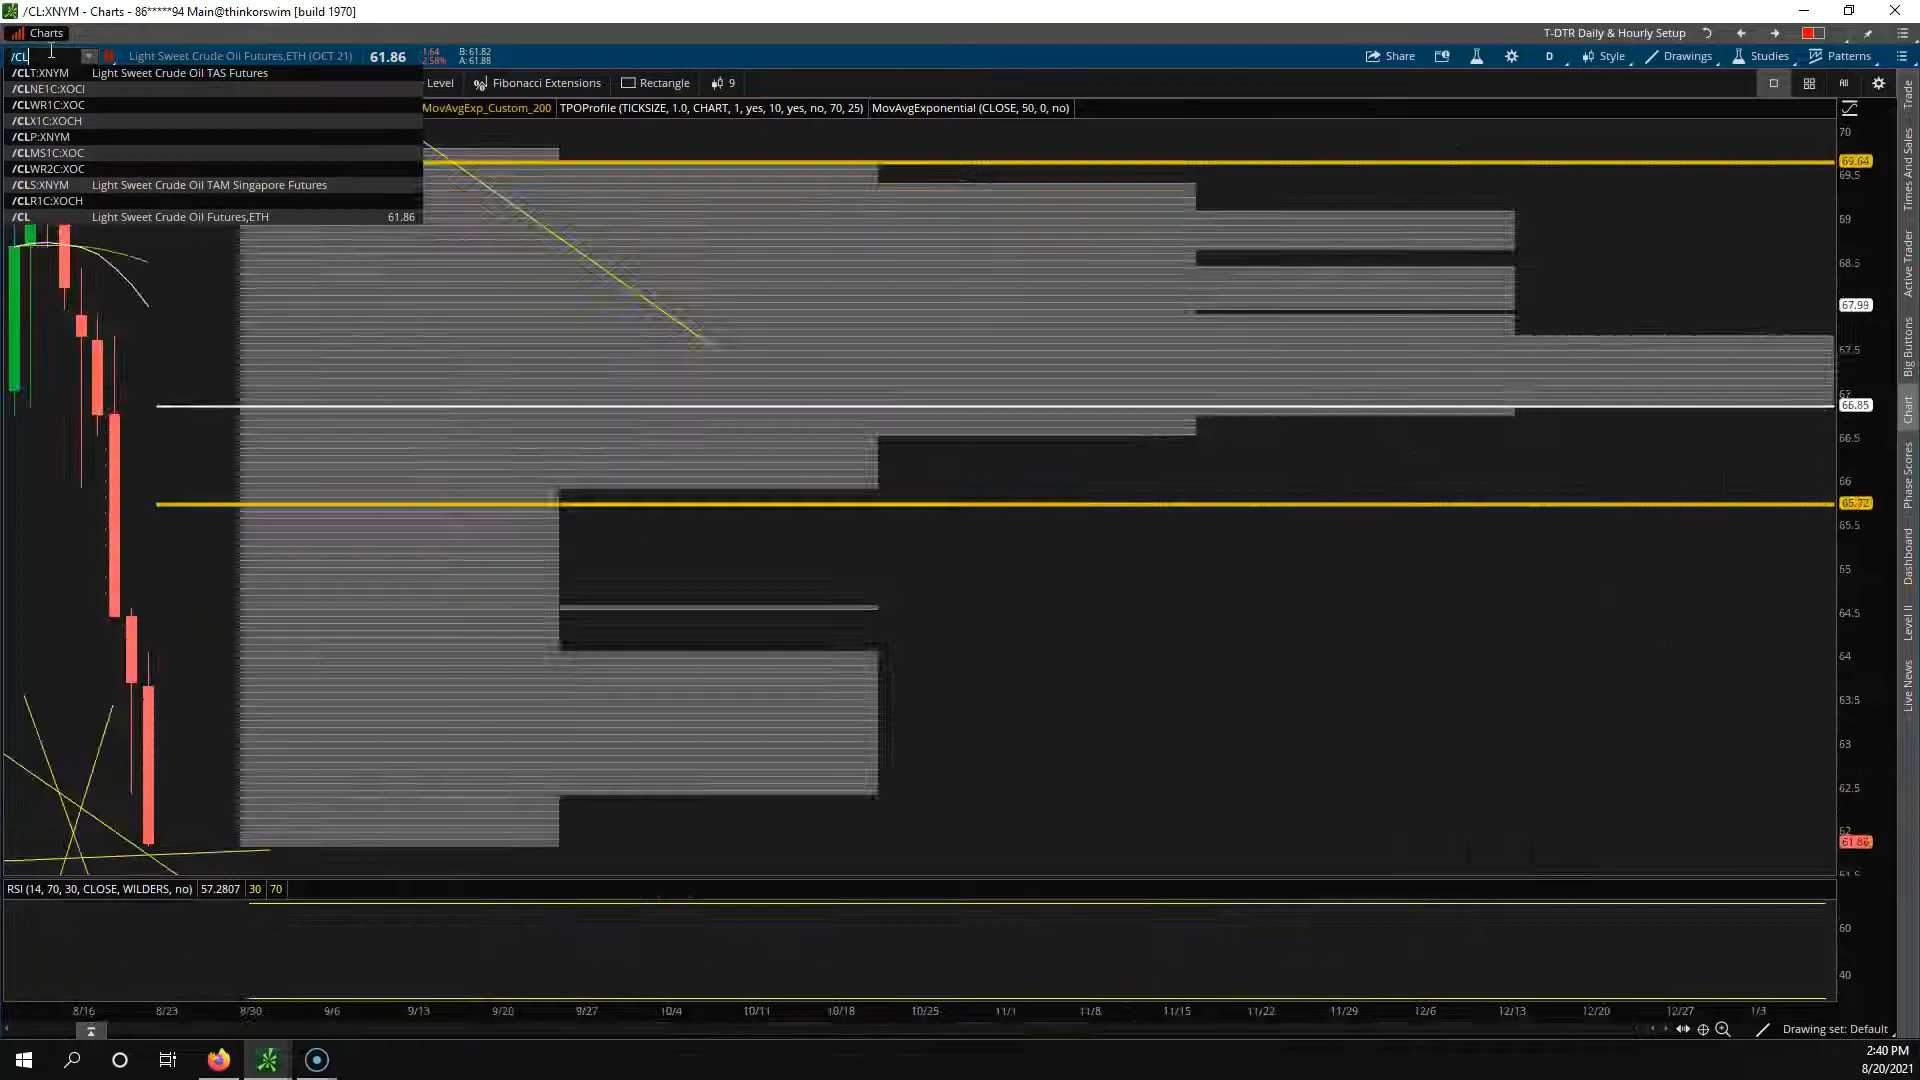 /CL:XNYM - Charts - 86*****94 Main@thinkorswim [build 1970]
Charts
T-DTR Daily & Hourly Setup
/CL
Light Sweet Crude Oil Futures,ETH (OCT 21)
61.86
-1.64
-2.58%
B: 61.82
A: 61.88
Share
D
Style
Drawings
Studies
Patterns
/CLT:XNYM Light Sweet Crude Oil TAS Futures
/CLNE1C:XOCI
/CLWR1C:XOC
/CLX1C:XOCH
/CLP:XNYM
/CLMS1C:XOC
/CLWR2C:XOC
/CLS:XNYM Light Sweet Crude Oil TAM Singapore Futures
/CLR1C:XOCH
/CL Light Sweet Crude Oil Futures,ETH 61.86
Level
Fibonacci Extensions
Rectangle
9
All
MovAvgExp_Custom_200
TPOProfile (TICKSIZE, 1.0, CHART, 1, yes, 10, yes, no, 70, 25)
MovAvgExponential (CLOSE, 50, 0, no)
70
69.64
69.5
69
68.5
67.99
67.5
67
66.85
66.5
66
65.72
65.5
65
64.5
64
63.5
63
62.5
62
61.5
Trade
Times And Sales
Active Trader
Big Buttons
Chart
Phase Scores
Dashboard
Level II
Live News
RSI (14, 70, 30, CLOSE, WILDERS, no) 57.2807 30 70
60
40
8/16 8/23 8/30 9/6 9/13 9/20 9/27 10/4 10/11 10/18 10/25 11/1 11/8 11/15 11/22 11/29 12/6 12/13 12/20 12/27 1/3
Drawing set: Default
2:40 PM
8/20/2021